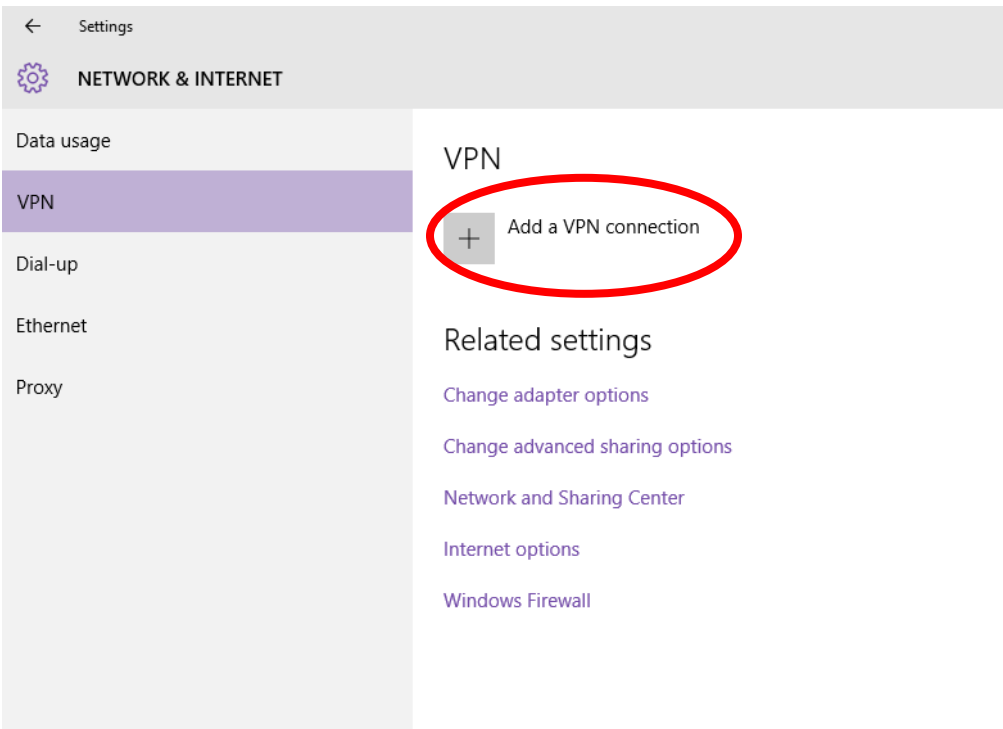 Settings
NETWORK & INTERNET
Data usage
VPN
Dial-up
Ethernet
Proxy
VPN
Add a VPN connection
Related settings
Change adapter options
Change advanced sharing options
Network and Sharing Center
Internet options
Windows Firewall